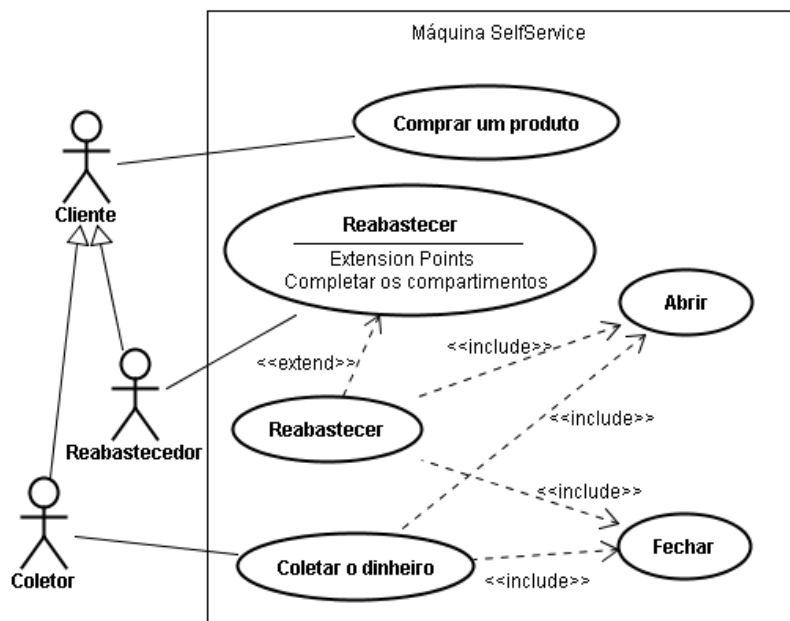 Máquina SelfService
Comprar um produto
Cliente
Reabastecer
Extension Points
Completar os compartimentos
Abrir
<<include>>
<<extend>>
<<include>>
Reabastecer
Reabastecedor
<<include>>
Fechar
Coletar o dinheiro
<<include>>
Coletor